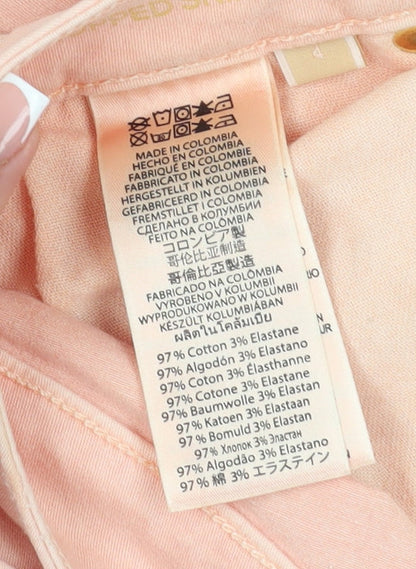 4
MADE IN COLOMBIA
HECHO EN COLOMBIA
FABRIQUÉ EN COLOMBIE
FABBRICATO IN COLOMBIA
HERGESTELLT IN KOLUMBIEN
GEFABRICEERD IN COLOMBIA
FREMSTILLET I COLOMBIA
СДЕЛАНО В КОЛУМБИИ
FEITO NA COLÔMBIA
コロンビア製
哥伦比亚制造
哥倫比亞製造
FABRICADO NA COLÔMBIA
VYROBENO V KOLUMBII
WYPRODUKOWANO W KOLUMBII
KÉSZÜLT KOLUMBIÁBAN
ผลิตในโคลัมเบีย
97% Cotton 3% Elastane
97% Algodón 3% Elastano
97% Coton 3% Élasthanne
97% Cotone 3% Elastane
97% Baumwolle 3% Elastan
97% Katoen 3% Elastaan
97% Bomuld 3% Elastan
97% Хлопок 3% Эластан
97% Algodão 3% Elastano
97% 綿 3% エラステイン